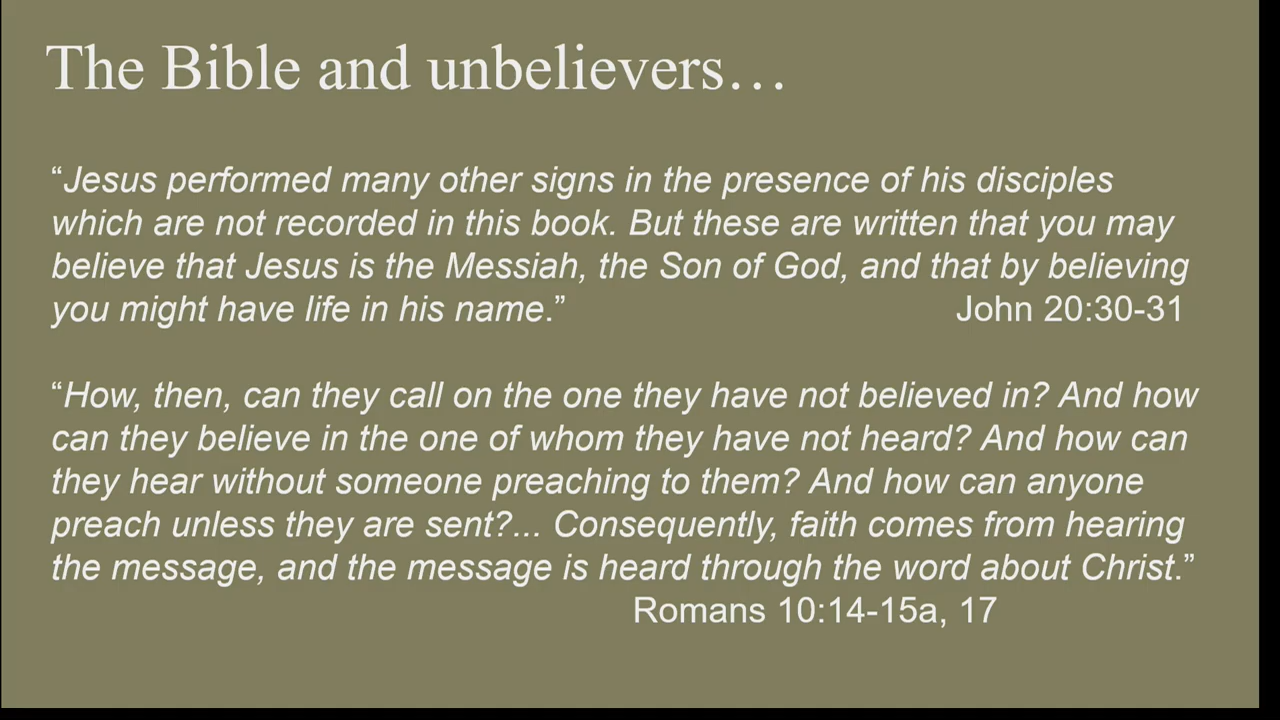 The Bible and unbelievers…
“Jesus performed many other signs in the presence of his disciples
which are not recorded in this book. But these are written that you may
believe that Jesus is the Messiah, the Son of God, and that by believing
you might have life in his name.” John 20:30-31
“How, then, can they call on the one they have not believed in? And how
can they believe in the one of whom they have not heard? And how can
they hear without someone preaching to them? And how can anyone
preach unless they are sent?... Consequently, faith comes from hearing
the message, and the message is heard through the word about Christ.”
Romans 10:14-15a, 17